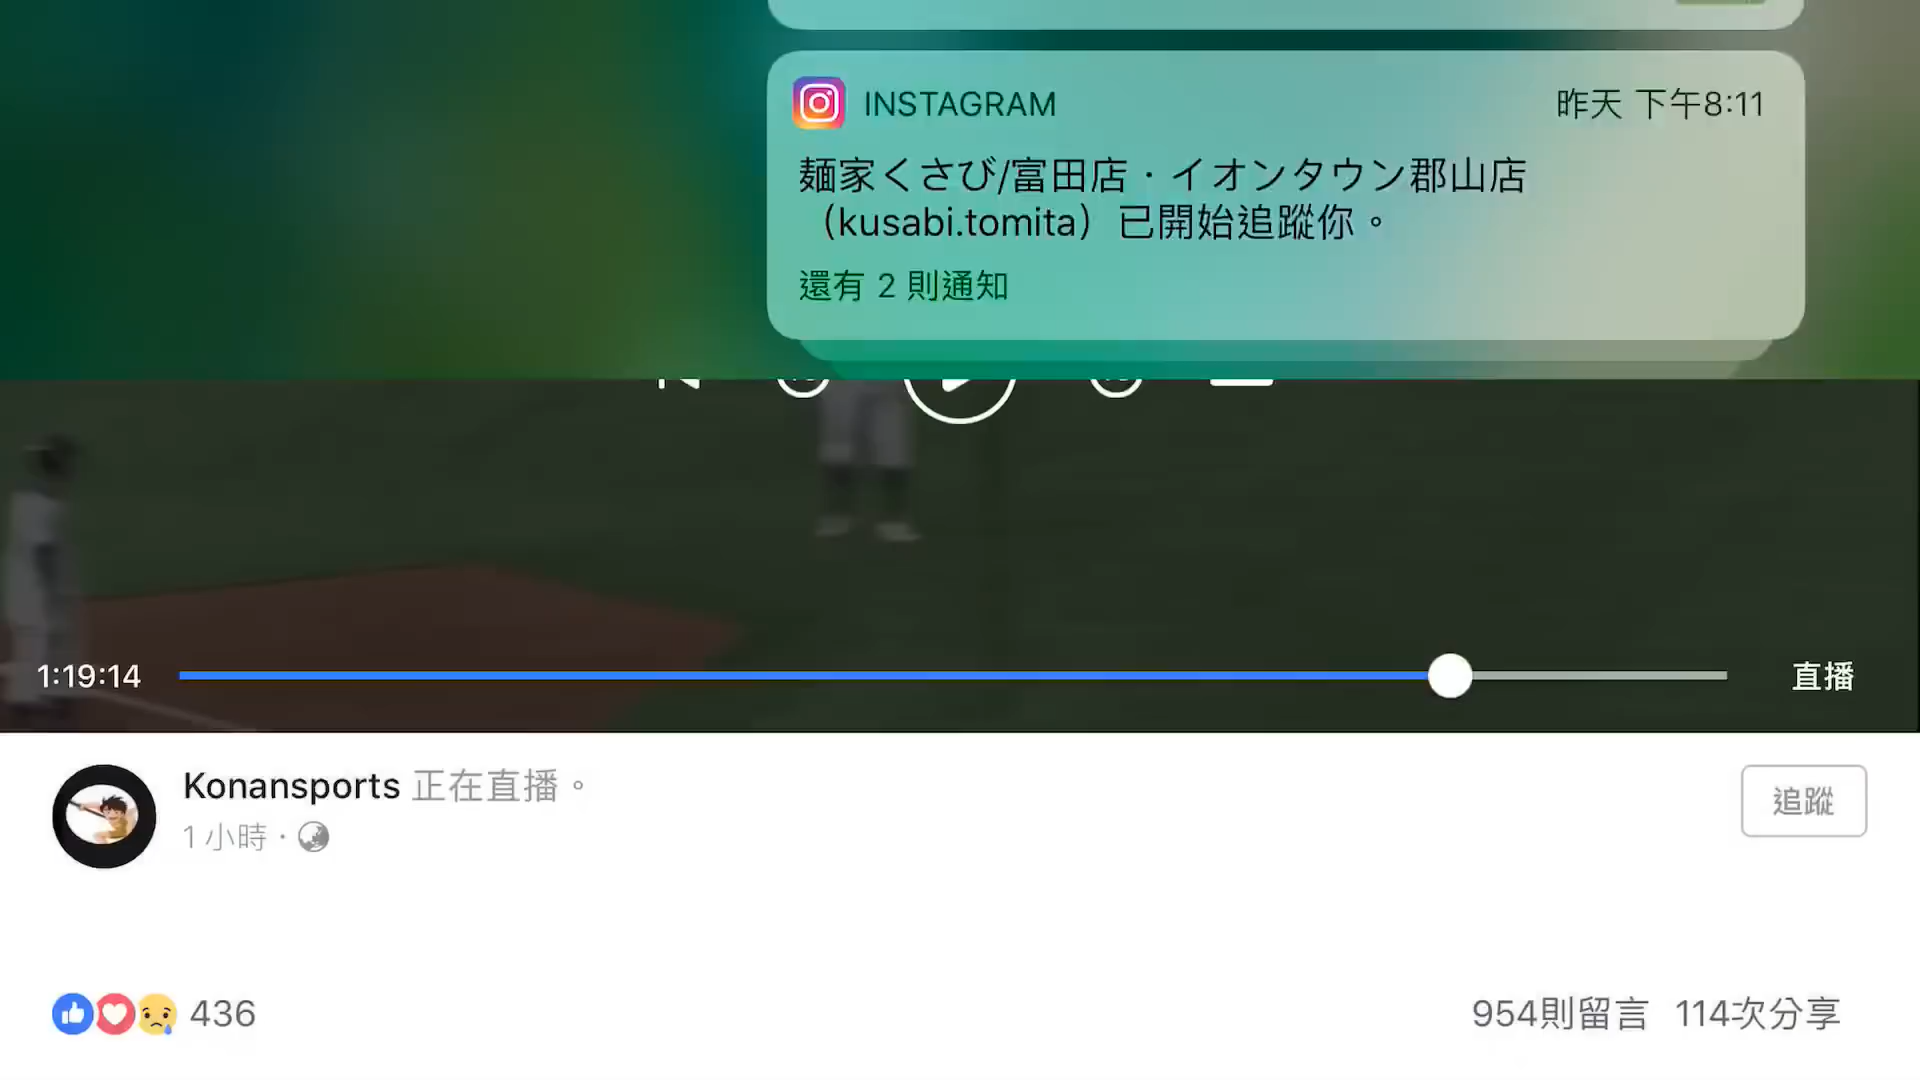 INSTAGRAM
昨天 下午8:11
麺家くさび/富田店・イオンタウン郡山店
（kusabi.tomita）已開始追蹤你。
還有 2 則通知
1:19:14
直播
Konansports 正在直播。
1 小時・
追蹤
436
954則留言 114次分享